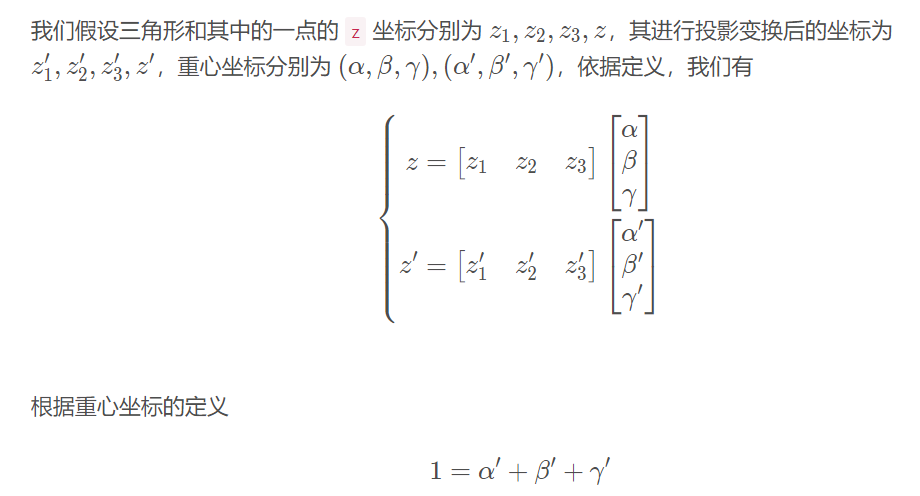 我们假设三角形和其中的一点的 z 坐标分别为 $z_1, z_2, z_3, z$，其进行投影变换后的坐标为
$z_1', z_2', z_3', z'$，重心坐标分别为 $(\alpha, \beta, \gamma), (\alpha', \beta', \gamma')$，依据定义，我们有
$$\begin{cases} z = \begin{bmatrix} z_1 & z_2 & z_3 \end{bmatrix} \begin{bmatrix} \alpha \\ \beta \\ \gamma \end{bmatrix} \\ z' = \begin{bmatrix} z_1' & z_2' & z_3' \end{bmatrix} \begin{bmatrix} \alpha' \\ \beta' \\ \gamma' \end{bmatrix} \end{cases}$$
根据重心坐标的定义
$$1 = \alpha' + \beta' + \gamma'$$